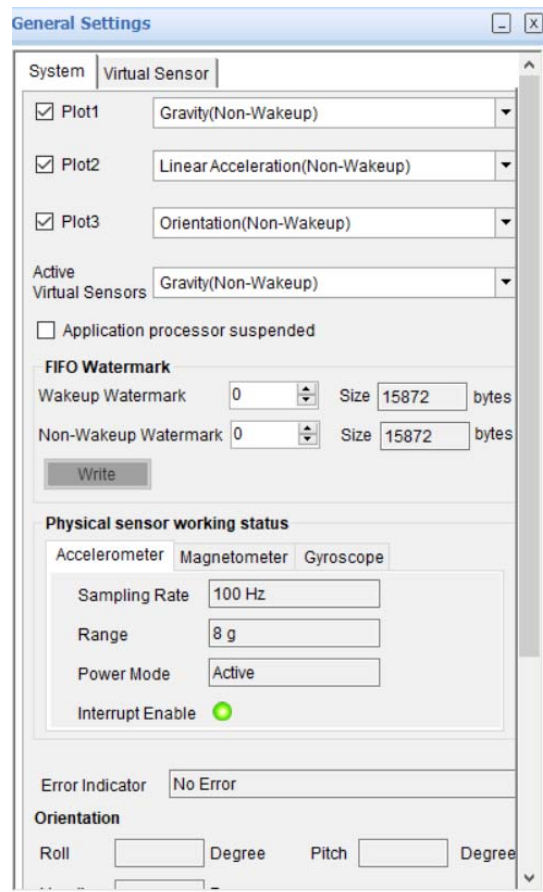 General Settings
System Virtual Sensor
Plot1 Gravity(Non-Wakeup)
Plot2 Linear Acceleration(Non-Wakeup)
Plot3 Orientation(Non-Wakeup)
Active
Virtual Sensors Gravity(Non-Wakeup)
Application processor suspended
FIFO Watermark
Wakeup Watermark 0 Size 15872 bytes
Non-Wakeup Watermark 0 Size 15872 bytes
Write
Physical sensor working status
Accelerometer Magnetometer Gyroscope
Sampling Rate 100 Hz
Range 8 g
Power Mode Active
Interrupt Enable
Error Indicator No Error
Orientation
Roll Degree Pitch Degree